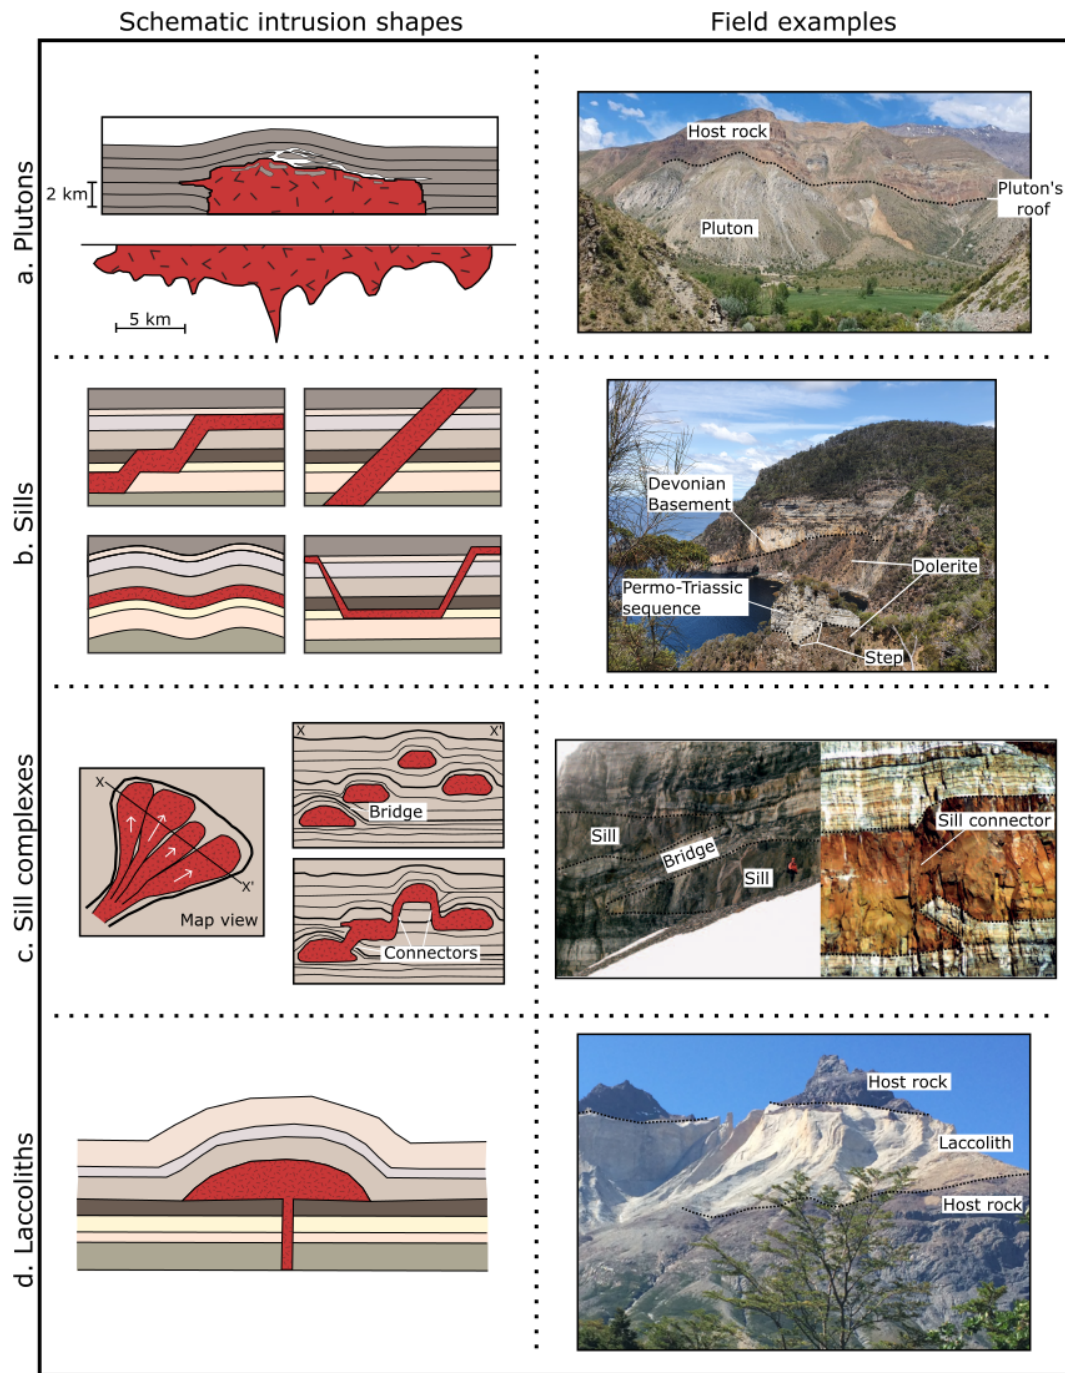 Schematic intrusion shapes
Field examples
a. Plutons
2 km
5 km
Host rock
Pluton's
roof
Pluton
b. Sills
Devonian
Basement
Dolerite
Permo-Triassic
sequence
Step
c. Sill complexes
X
X'
Map view
X
X'
Bridge
Connectors
Sill
Bridge
Sill
Sill connector
d. Laccoliths
Host rock
Laccolith
Host rock